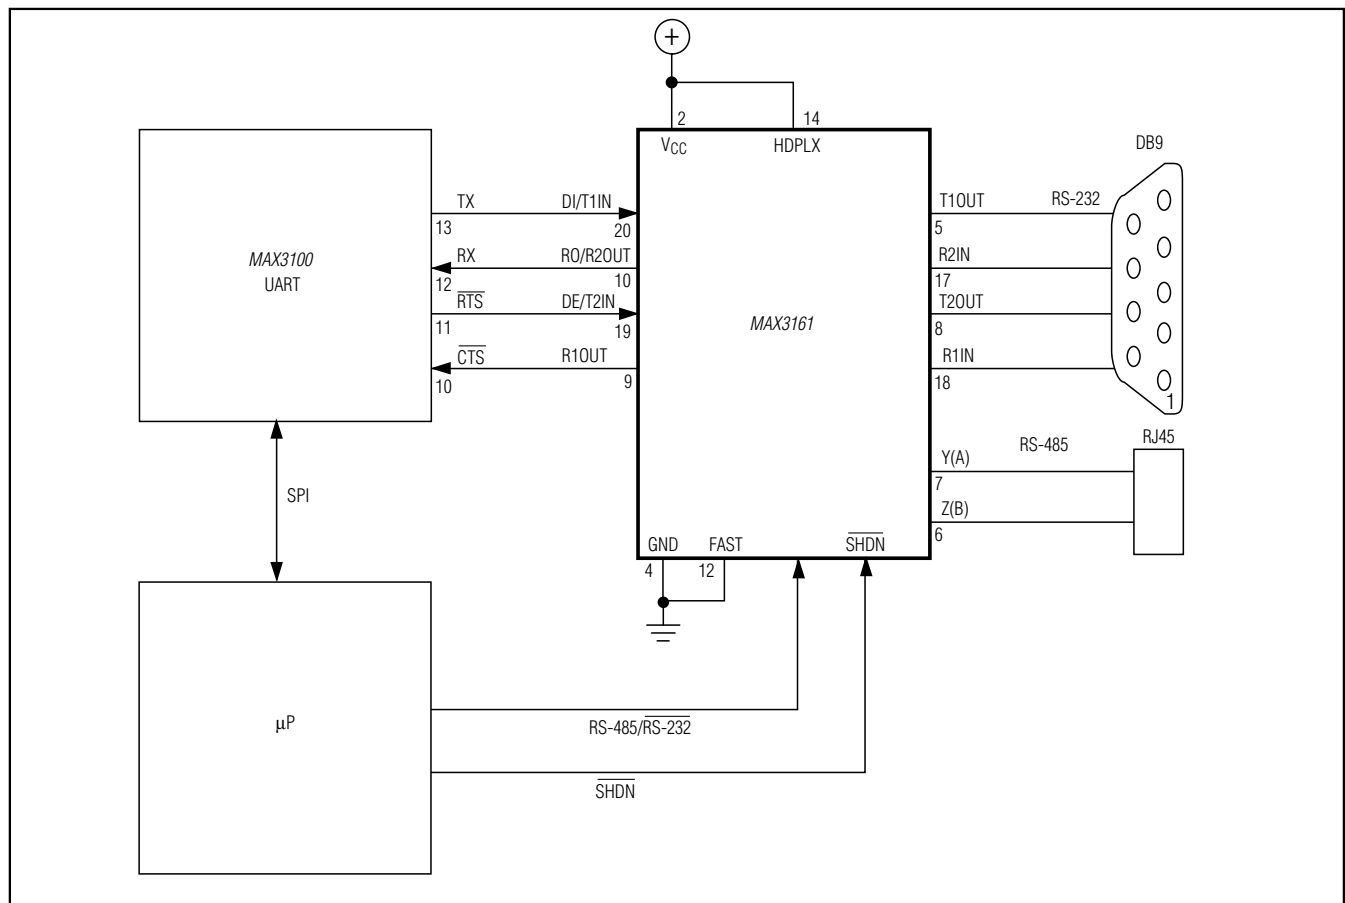 +
2
14
VCC
HDPLX
DB9
TX
DI/T1IN
T1OUT
RS-232
13
20
5
MAX3100
UART
RX
RO/R2OUT
R2IN
12
10
17
RTS
DE/T2IN
T2OUT
11
19
8
MAX3161
CTS
R1OUT
R1IN
10
9
18
1
RJ45
RS-485
Y(A)
7
SPI
Z(B)
6
GND
FAST
SHDN
4
12
µP
RS-485/RS-232
SHDN